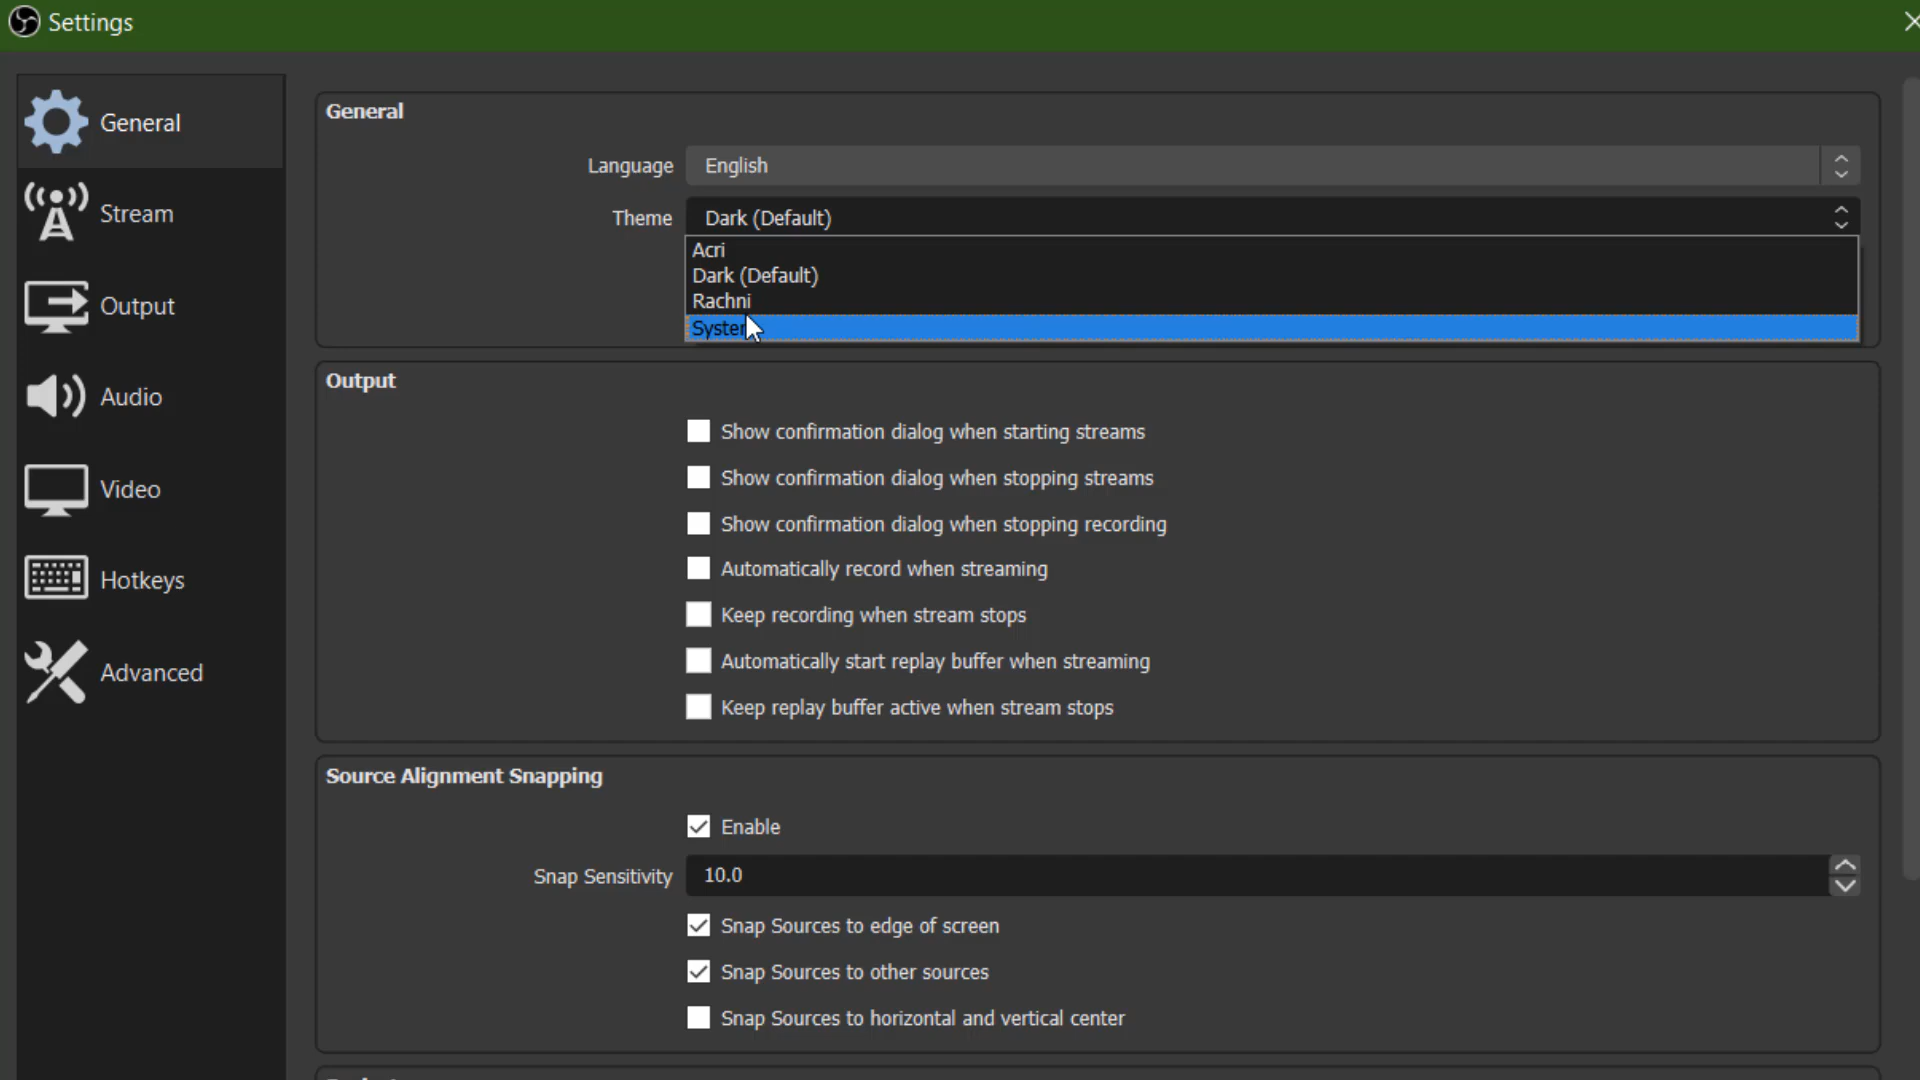 Settings
General
Stream
Output
Audio
Video
Hotkeys
Advanced
General
Language English
Theme Dark (Default)
Acri
Dark (Default)
Rachni
Output
Show confirmation dialog when starting streams
Show confirmation dialog when stopping streams
Show confirmation dialog when stopping recording
Automatically record when streaming
Keep recording when stream stops
Automatically start replay buffer when streaming
Keep replay buffer active when stream stops
Source Alignment Snapping
Enable
Snap Sensitivity 10.0
Snap Sources to edge of screen
Snap Sources to other sources
Snap Sources to horizontal and vertical center